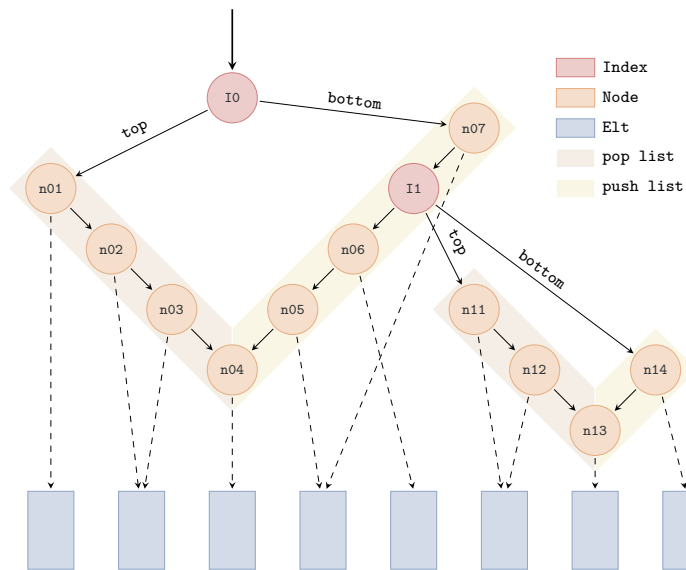 I0
bottom
top
n07
n01
I1
n02
n06
top
bottom
n03
n05
n11
n04
n12
n14
n13
Index
Node
Elt
pop list
push list